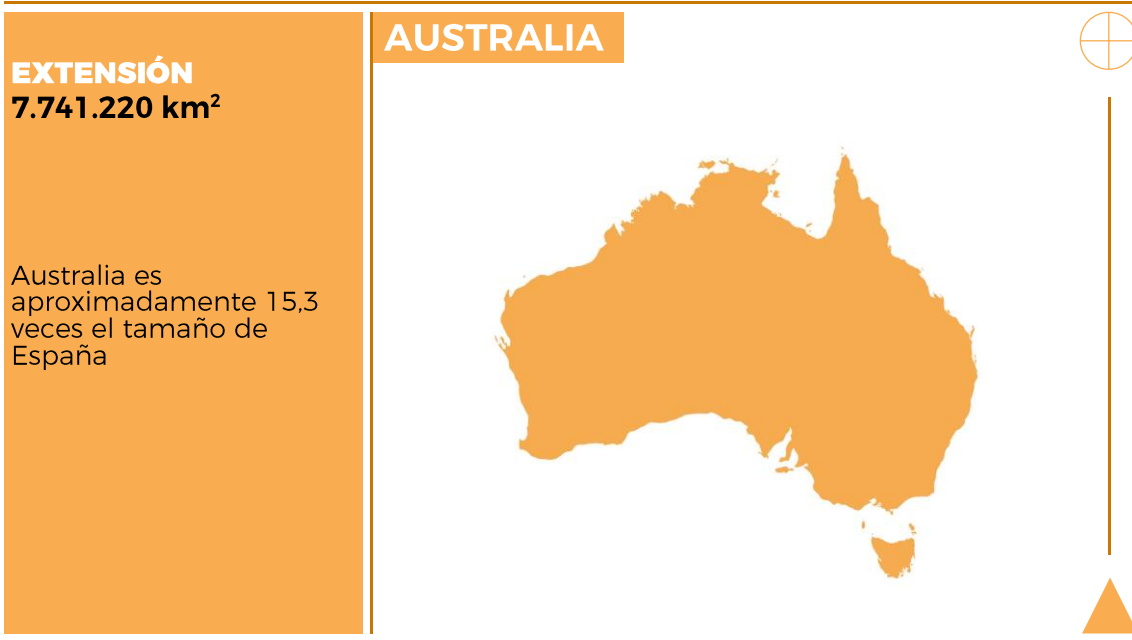 AUSTRALIA
EXTENSIÓN
7.741.220 km²
Australia es
aproximadamente 15,3
veces el tamaño de
España